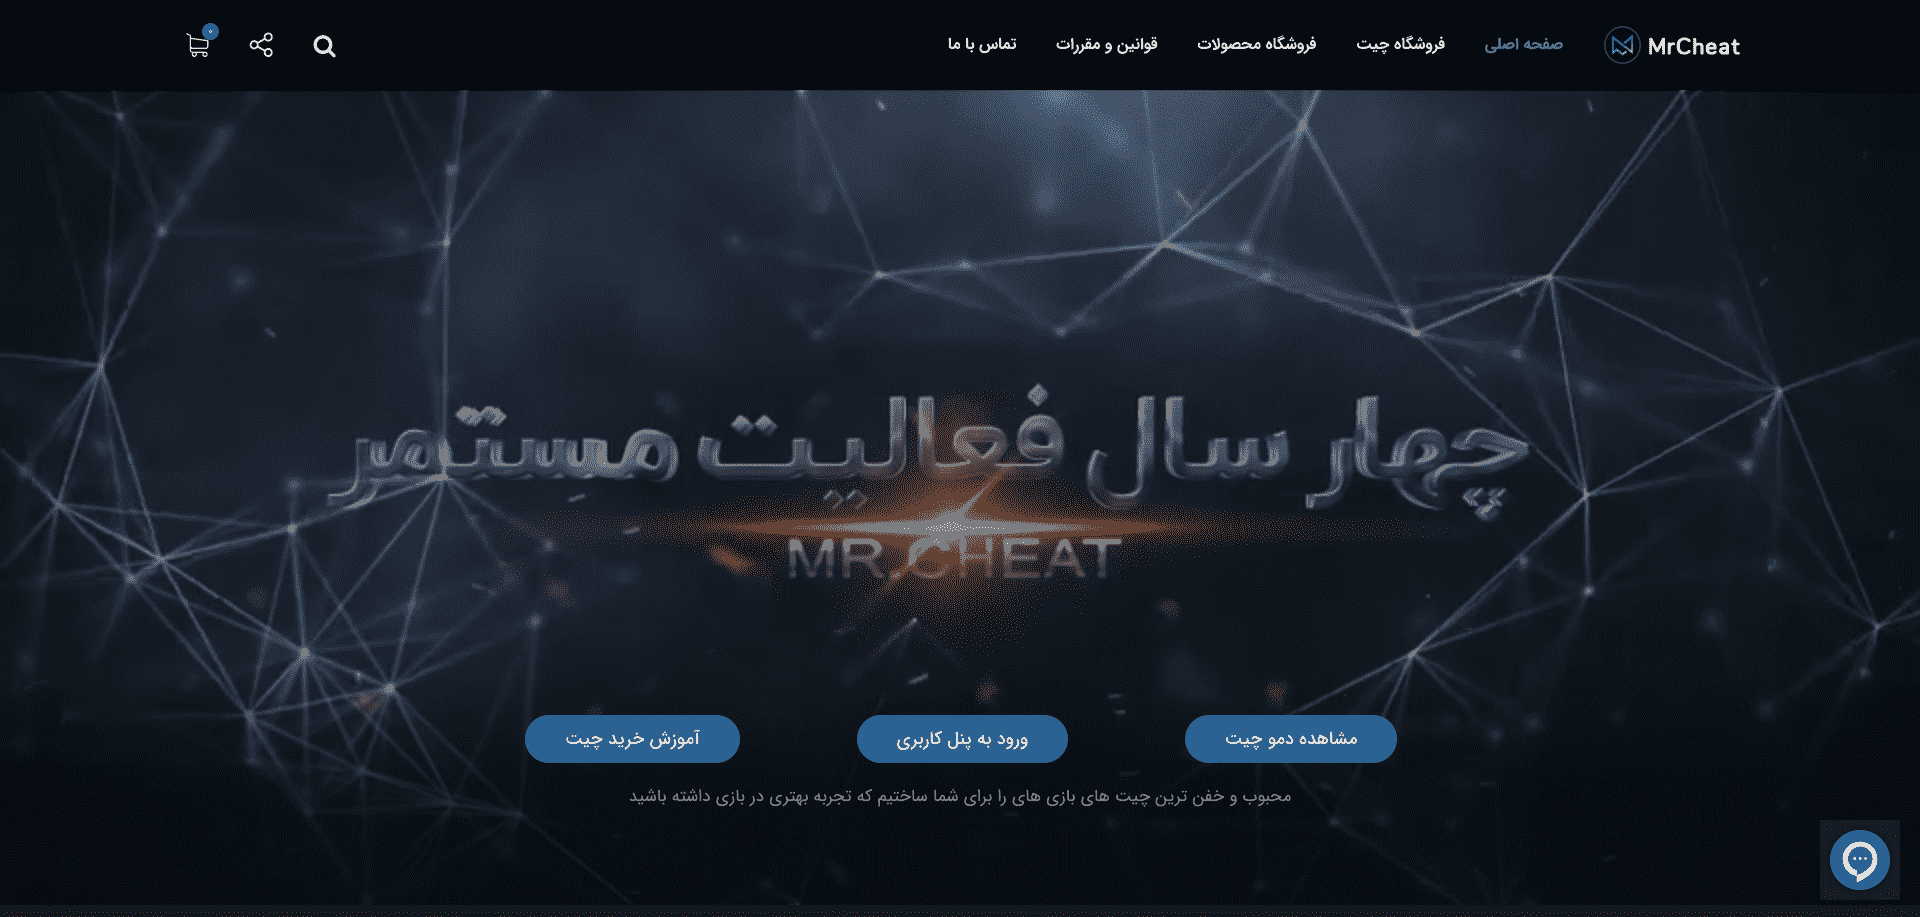 MrCheat
صفحه اصلی
فروشگاه چیت
فروشگاه محصولات
قوانین و مقررات
تماس با ما
۰
چهار سال فعالیت مستمر
MR.CHEAT
مشاهده دمو چیت
ورود به پنل کاربری
آموزش خرید چیت
محبوب و خفن ترین چیت های بازی های را برای شما ساختیم که تجربه بهتری در بازی داشته باشید